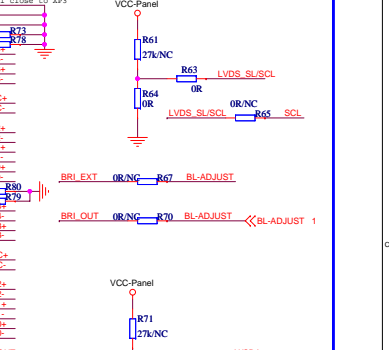 VCC-Panel
R73
R78
R61
27k/NC
R63
LVDS_SL/SCL
0R
R64
0R
0R/NC
LVDS_SL/SCL
R65
SCL
BRI_EXT
0R/NC
R67
BL-ADJUST
R80
R79
BRI_OUT
0R/NC
R70
BL-ADJUST
BL-ADJUST 1
VCC-Panel
R71
27k/NC